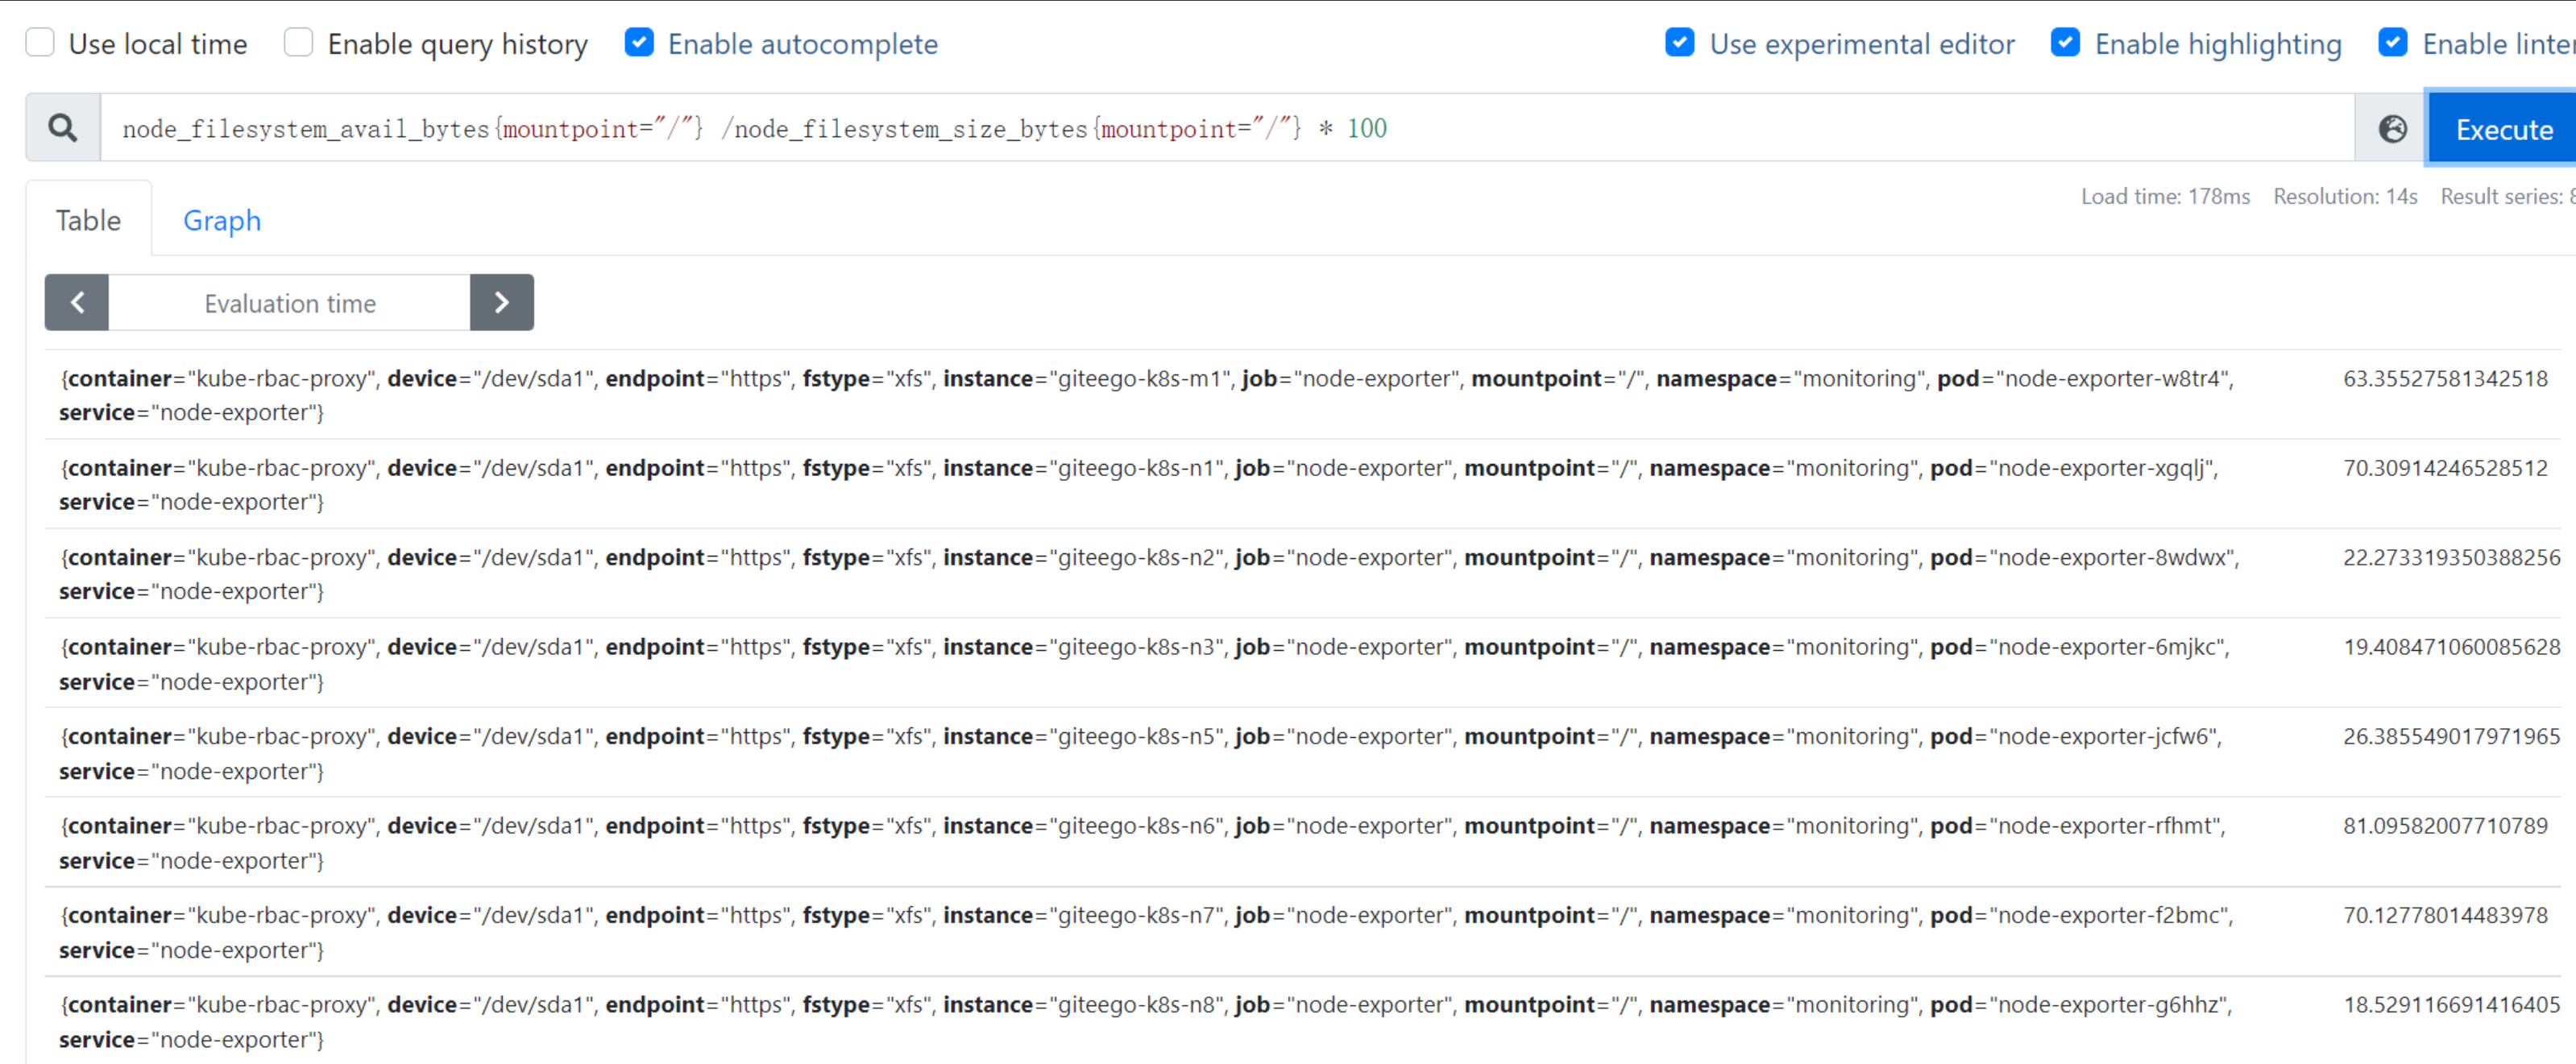 Use local time Enable query history Enable autocomplete Use experimental editor Enable highlighting Enable linter
node_filesystem_avail_bytes{mountpoint="/"} /node_filesystem_size_bytes{mountpoint="/"} * 100 Execute
Load time: 178ms Resolution: 14s Result series: 8
Table Graph
Evaluation time
{container="kube-rbac-proxy", device="/dev/sda1", endpoint="https", fstype="xfs", instance="giteego-k8s-m1", job="node-exporter", mountpoint="/", namespace="monitoring", pod="node-exporter-w8tr4", 63.35527581342518
service="node-exporter"}
{container="kube-rbac-proxy", device="/dev/sda1", endpoint="https", fstype="xfs", instance="giteego-k8s-n1", job="node-exporter", mountpoint="/", namespace="monitoring", pod="node-exporter-xgqlj", 70.30914246528512
service="node-exporter"}
{container="kube-rbac-proxy", device="/dev/sda1", endpoint="https", fstype="xfs", instance="giteego-k8s-n2", job="node-exporter", mountpoint="/", namespace="monitoring", pod="node-exporter-8wdwx", 22.273319350388256
service="node-exporter"}
{container="kube-rbac-proxy", device="/dev/sda1", endpoint="https", fstype="xfs", instance="giteego-k8s-n3", job="node-exporter", mountpoint="/", namespace="monitoring", pod="node-exporter-6mjkc", 19.408471060085628
service="node-exporter"}
{container="kube-rbac-proxy", device="/dev/sda1", endpoint="https", fstype="xfs", instance="giteego-k8s-n5", job="node-exporter", mountpoint="/", namespace="monitoring", pod="node-exporter-jcfw6", 26.385549017971965
service="node-exporter"}
{container="kube-rbac-proxy", device="/dev/sda1", endpoint="https", fstype="xfs", instance="giteego-k8s-n6", job="node-exporter", mountpoint="/", namespace="monitoring", pod="node-exporter-rfhmt", 81.09582007710789
service="node-exporter"}
{container="kube-rbac-proxy", device="/dev/sda1", endpoint="https", fstype="xfs", instance="giteego-k8s-n7", job="node-exporter", mountpoint="/", namespace="monitoring", pod="node-exporter-f2bmc", 70.12778014483978
service="node-exporter"}
{container="kube-rbac-proxy", device="/dev/sda1", endpoint="https", fstype="xfs", instance="giteego-k8s-n8", job="node-exporter", mountpoint="/", namespace="monitoring", pod="node-exporter-g6hhz", 18.529116691416405
service="node-exporter"}